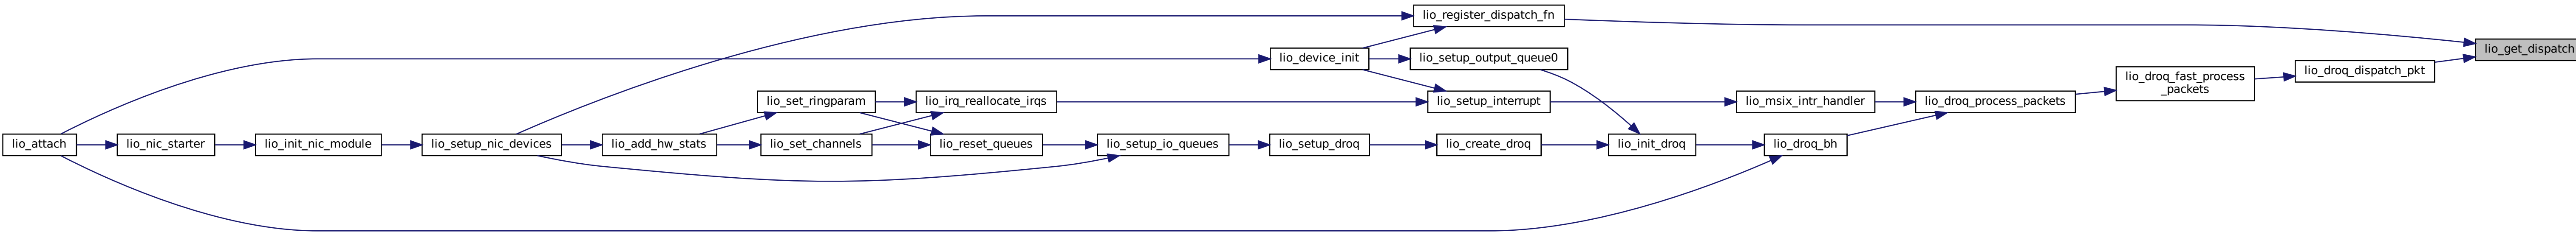 lio_register_dispatch_fn
lio_get_dispatch
lio_device_init
lio_setup_output_queue0
lio_droq_dispatch_pkt
lio_droq_fast_process
_packets
lio_set_ringparam
lio_irq_reallocate_irqs
lio_setup_interrupt
lio_msix_intr_handler
lio_droq_process_packets
lio_attach
lio_nic_starter
lio_init_nic_module
lio_setup_nic_devices
lio_add_hw_stats
lio_set_channels
lio_reset_queues
lio_setup_io_queues
lio_setup_droq
lio_create_droq
lio_init_droq
lio_droq_bh